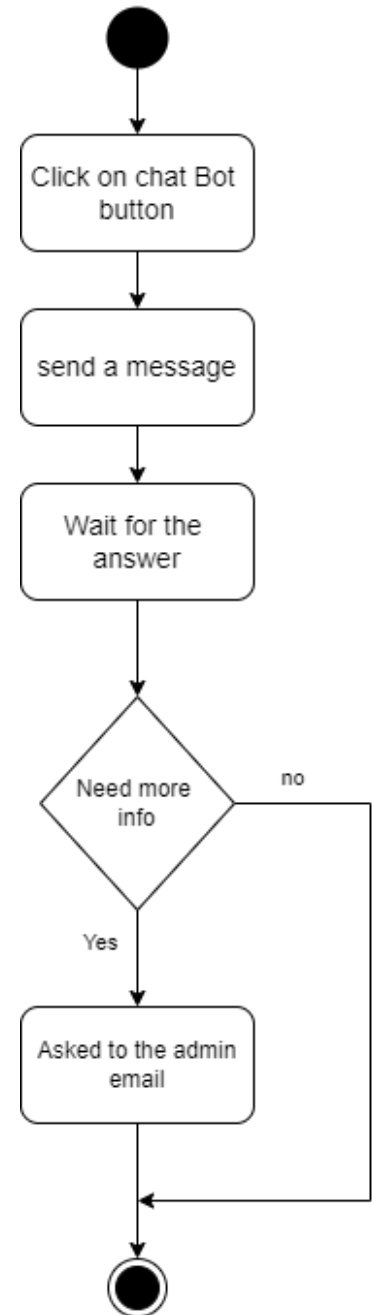 Click on chat Bot
button
send a message
Wait for the
answer
Need more
info
no
Yes
Asked to the admin
email